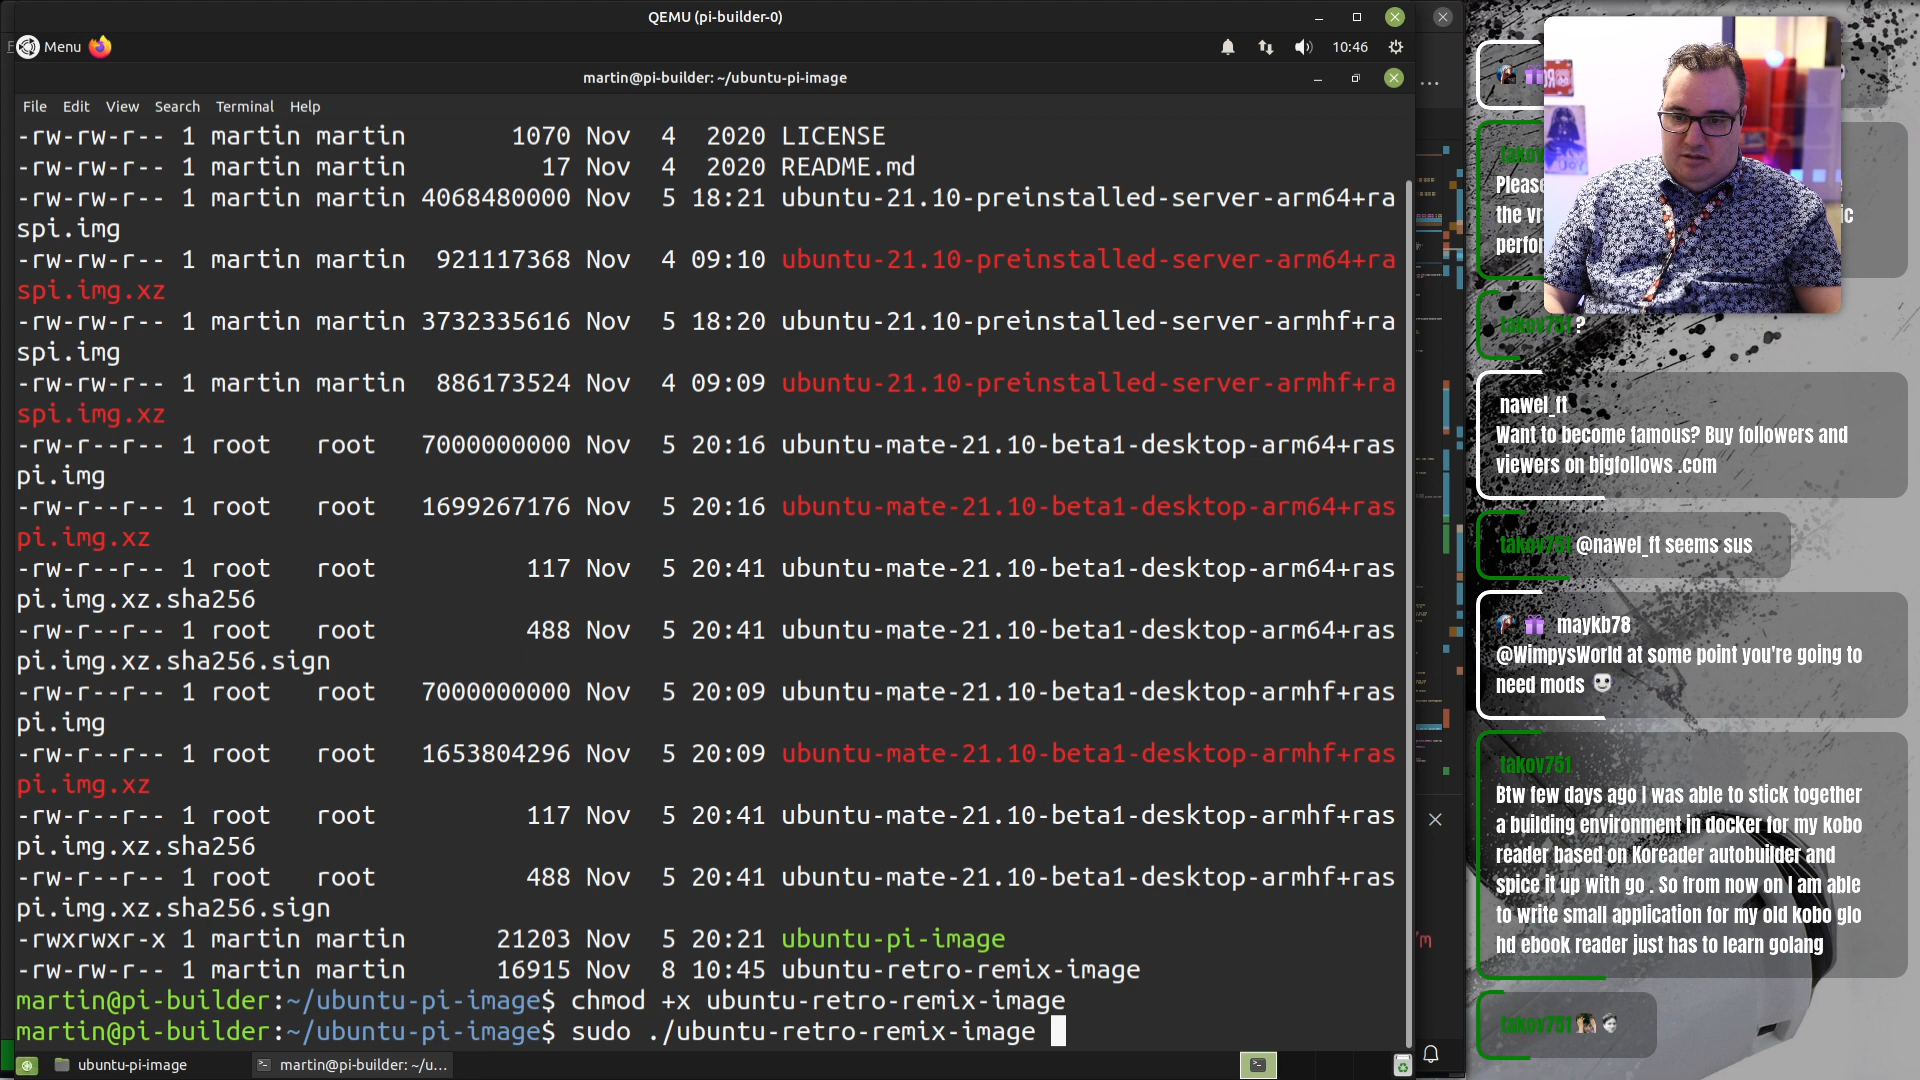 QEMU (pi-builder-0)
Menu
10:46
martin@pi-builder: ~/ubuntu-pi-image
File Edit View Search Terminal Help
-rw-rw-r-- 1 martin martin 1070 Nov 4 2020 LICENSE
-rw-rw-r-- 1 martin martin 17 Nov 4 2020 README.md
-rw-rw-r-- 1 martin martin 4068480000 Nov 5 18:21 ubuntu-21.10-preinstalled-server-arm64+ra
spi.img
-rw-rw-r-- 1 martin martin 921117368 Nov 4 09:10 ubuntu-21.10-preinstalled-server-arm64+ra
spi.img.xz
-rw-rw-r-- 1 martin martin 3732335616 Nov 5 18:20 ubuntu-21.10-preinstalled-server-armhf+ra
spi.img
-rw-rw-r-- 1 martin martin 886173524 Nov 4 09:09 ubuntu-21.10-preinstalled-server-armhf+ra
spi.img.xz
-rw-r--r-- 1 root root 7000000000 Nov 5 20:16 ubuntu-mate-21.10-beta1-desktop-arm64+ras
pi.img
-rw-r--r-- 1 root root 1699267176 Nov 5 20:16 ubuntu-mate-21.10-beta1-desktop-arm64+ras
pi.img.xz
-rw-r--r-- 1 root root 117 Nov 5 20:41 ubuntu-mate-21.10-beta1-desktop-arm64+ras
pi.img.xz.sha256
-rw-r--r-- 1 root root 488 Nov 5 20:41 ubuntu-mate-21.10-beta1-desktop-arm64+ras
pi.img.xz.sha256.sign
-rw-r--r-- 1 root root 7000000000 Nov 5 20:09 ubuntu-mate-21.10-beta1-desktop-armhf+ras
pi.img
-rw-r--r-- 1 root root 1653804296 Nov 5 20:09 ubuntu-mate-21.10-beta1-desktop-armhf+ras
pi.img.xz
-rw-r--r-- 1 root root 117 Nov 5 20:41 ubuntu-mate-21.10-beta1-desktop-armhf+ras
pi.img.xz.sha256
-rw-r--r-- 1 root root 488 Nov 5 20:41 ubuntu-mate-21.10-beta1-desktop-armhf+ras
pi.img.xz.sha256.sign
-rwxrwxr-x 1 martin martin 21203 Nov 5 20:21 ubuntu-pi-image
-rw-rw-r-- 1 martin martin 16915 Nov 8 10:45 ubuntu-retro-remix-image
martin@pi-builder:~/ubuntu-pi-image$ chmod +x ubuntu-retro-remix-image
martin@pi-builder:~/ubuntu-pi-image$ sudo ./ubuntu-retro-remix-image
ubuntu-pi-image
martin@pi-builder: ~/u...
takov751 ?
nawel_ft
Want to become famous? Buy followers and
viewers on bigfollows .com
takov751 @nawel_ft seems sus
maykb78
@WimpysWorld at some point you're going to
need mods
takov751
Btw few days ago I was able to stick together
a building environment in docker for my kobo
reader based on Koreader autobuilder and
spice it up with go . So from now on I am able
to write small application for my old kobo glo
hd ebook reader just has to learn golang
takov751